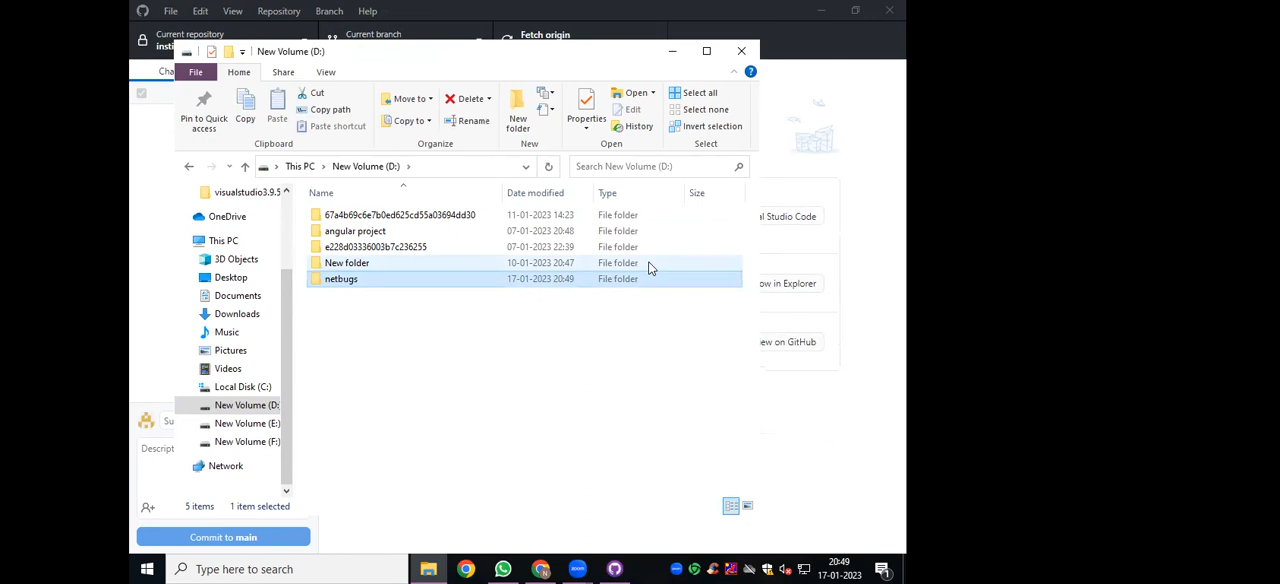 File Edit View Repository Branch Help
Current repository
insti
Current branch
Fetch origin
New Volume (D:)
Cha
File Home Share View
Pin to Quick access
Copy
Paste
Cut
Copy path
Paste shortcut
Clipboard
Move to
Copy to
Delete
Rename
Organize
New folder
New
Properties
Open
Edit
History
Open
Select all
Select none
Invert selection
Select
This PC > New Volume (D:) >
Search New Volume (D:)
Name Date modified Type Size
67a4b69c6e7b0ed625cd55a03694dd30 11-01-2023 14:23 File folder
angular project 07-01-2023 20:48 File folder
e228d03336003b7c236255 07-01-2023 22:39 File folder
New folder 10-01-2023 20:47 File folder
netbugs 17-01-2023 20:49 File folder
visualstudio3.9.5
OneDrive
This PC
3D Objects
Desktop
Documents
Downloads
Music
Pictures
Videos
Local Disk (C:)
New Volume (D:
New Volume (E:)
New Volume (F:)
Network
5 items 1 item selected
al Studio Code
ow in Explorer
ew on GitHub
Su
Descript
Commit to main
Type here to search
20:49
17-01-2023
1